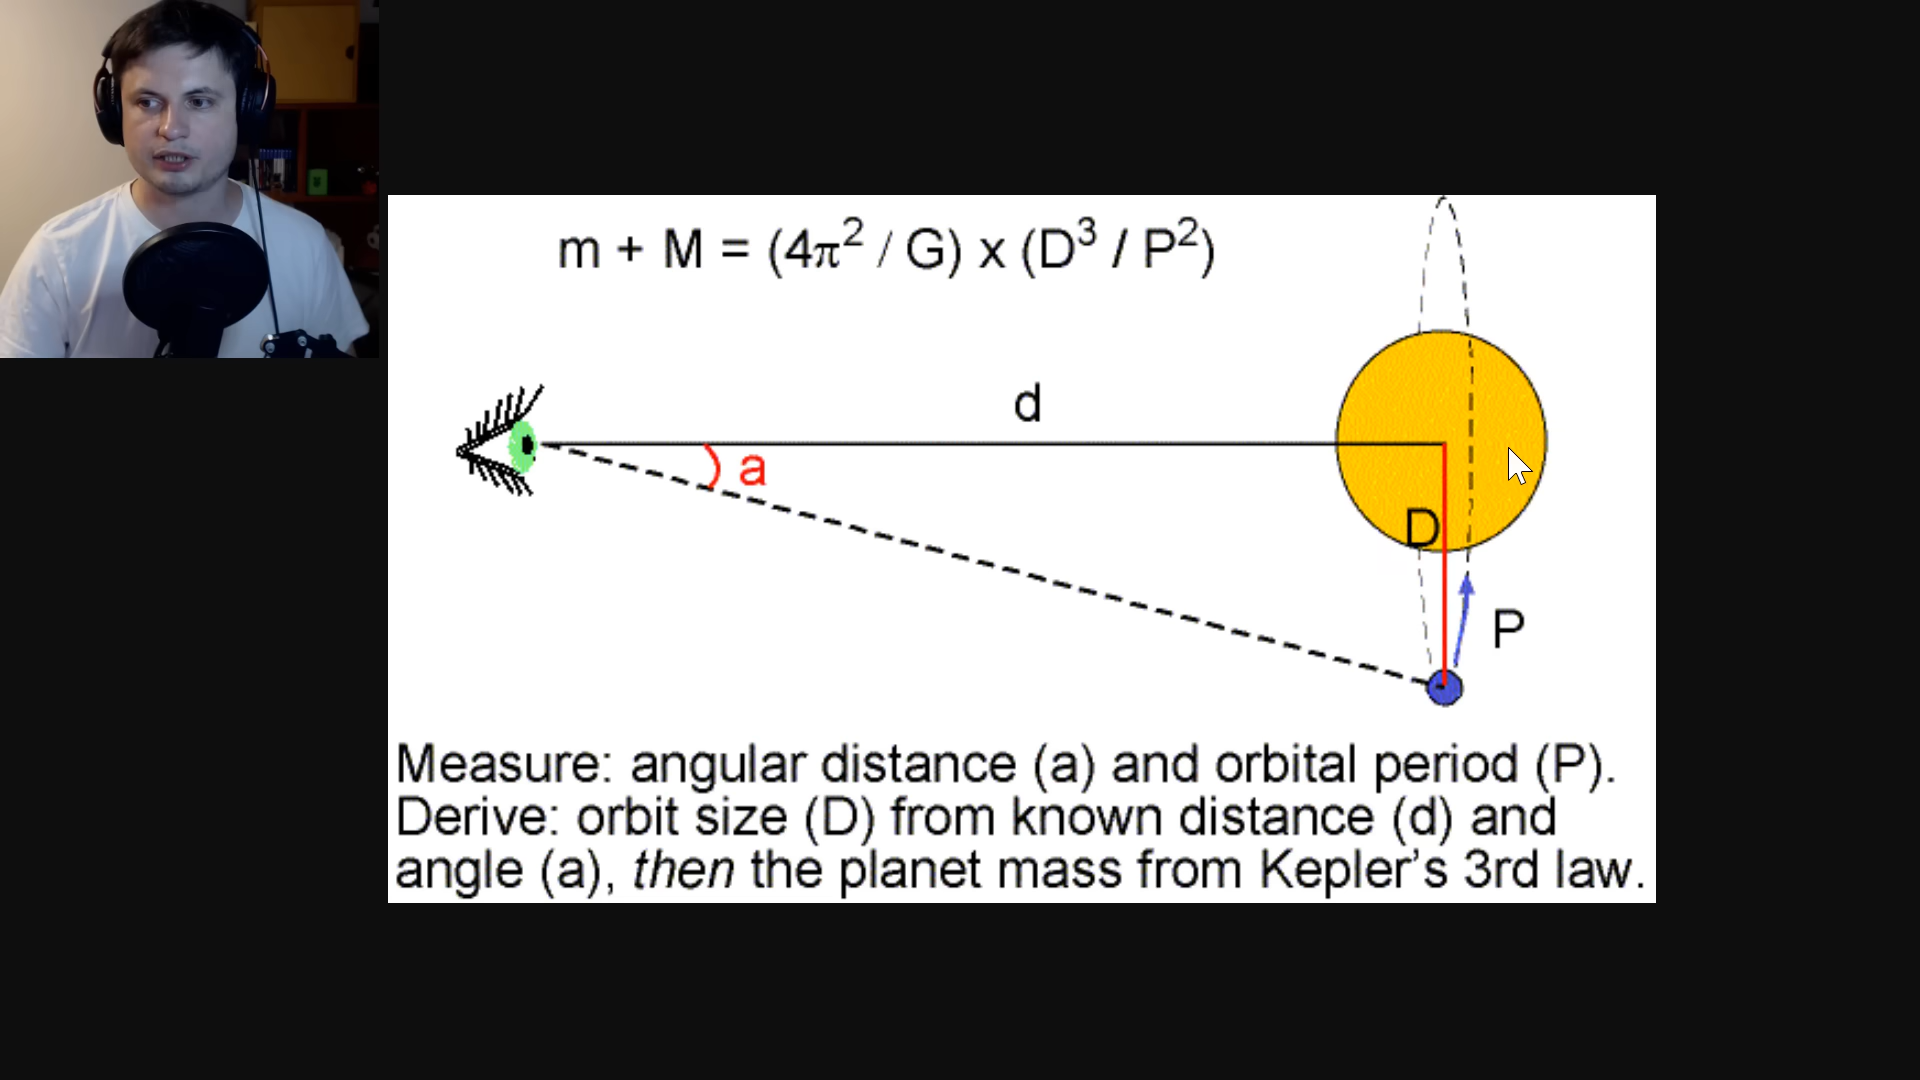 m + M = (4π² / G) x (D³ / P²)
d
a
D
P
Measure: angular distance (a) and orbital period (P).
Derive: orbit size (D) from known distance (d) and
angle (a), then the planet mass from Kepler's 3rd law.